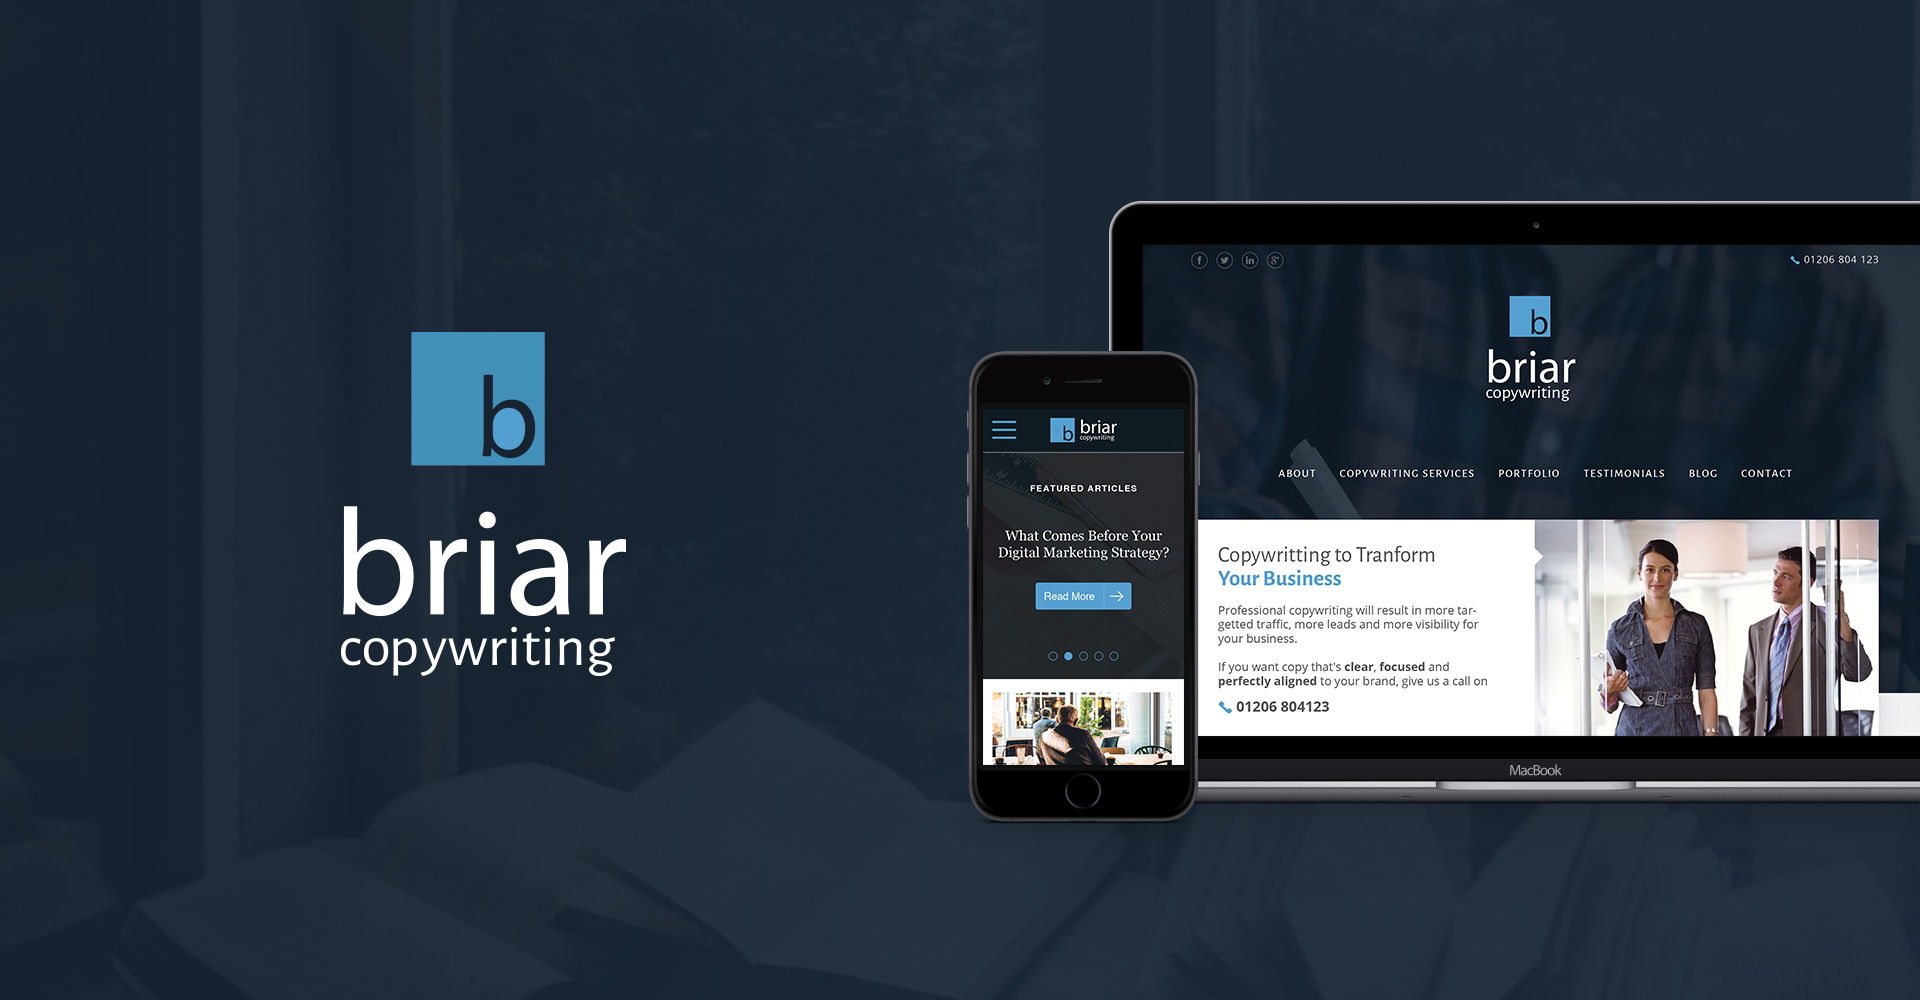 b
briar
copywriting
b briar
copywriting
FEATURED ARTICLES
What Comes Before Your
Digital Marketing Strategy?
Read More
01206 804 123
b
briar
copywriting
ABOUT COPYWRITING SERVICES PORTFOLIO TESTIMONIALS BLOG CONTACT
Copywritting to Tranform
Your Business
Professional copywriting will result in more tar-
getted traffic, more leads and more visibility for
your business.
If you want copy that's clear, focused and
perfectly aligned to your brand, give us a call on
01206 804123
MacBook